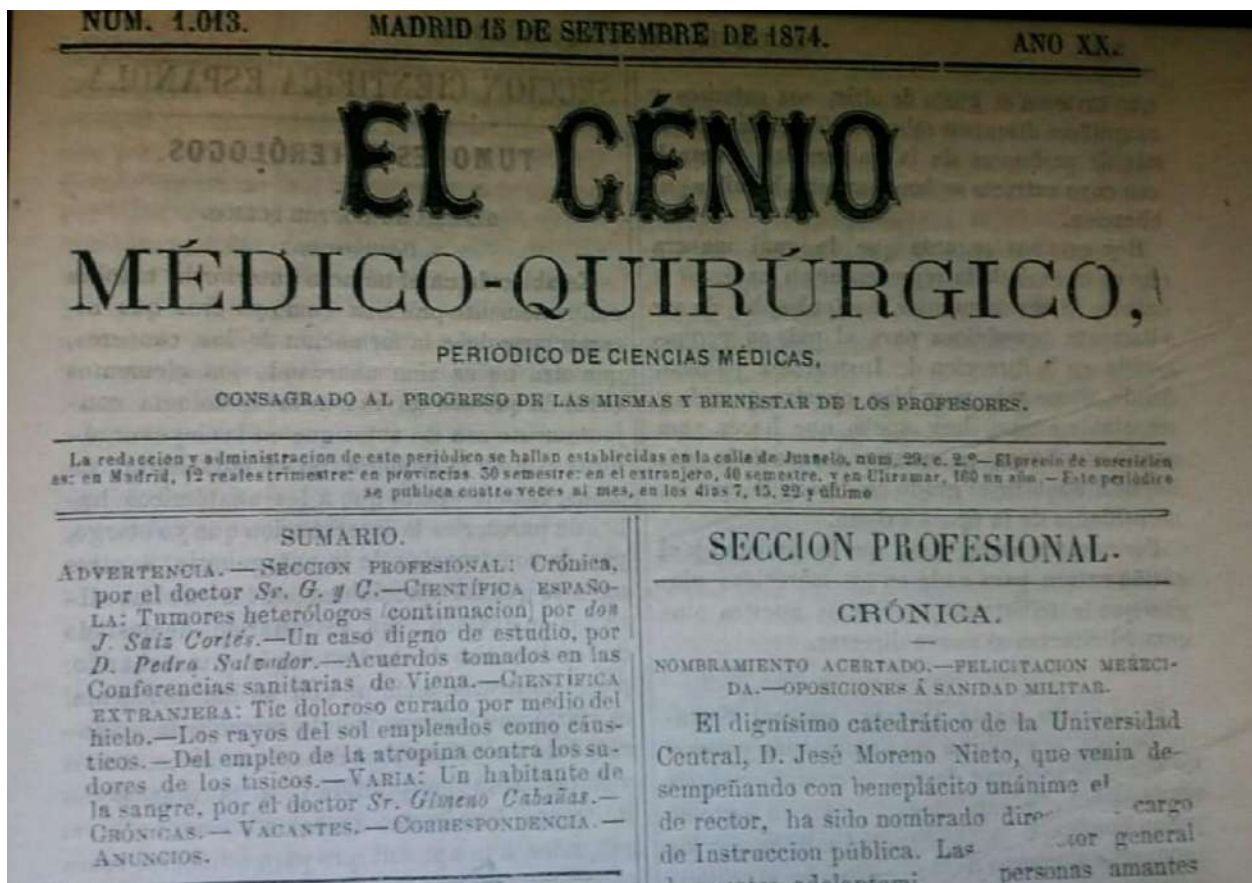 NUM. 1.013.
MADRID 15 DE SETIEMBRE DE 1874.
AÑO XX.
EL GÉNIO
MÉDICO-QUIRÚRGICO,
PERIODICO DE CIENCIAS MÉDICAS,
CONSAGRADO AL PROGRESO DE LAS MISMAS Y BIENESTAR DE LOS PROFESORES.
La redaccion y administracion de este periódico se hallan establecidas en la calle de Juanelo, núm. 29, c. 2.º—El precio de suscricion
es: en Madrid, 12 reales trimestre: en provincias 30 semestre: en el estranjero, 40 semestre, y en Ultramar, 160 un año.—Este periódico
se publica cuatro veces al mes, en los dias 7, 15, 22 y último
SUMARIO.
ADVERTENCIA.—SECCION PROFESIONAL: Crónica,
por el doctor Sr. G. y C.—CIENTÍFICA ESPAÑO-
LA: Tumores heterólogos (continuacion) por don
J. Saiz Cortés.—Un caso digno de estudio, por
D. Pedro Salvador.—Acuerdos tomados en las
Conferencias sanitarias de Viena.—CIENTÍFICA
EXTRANJERA: Tic doloroso curado por medio del
hielo.—Los rayos del sol empleados como cáus-
ticos.—Del empleo de la atropina contra los su-
dores de los tísicos.—VARIA: Un habitante de
la sangre, por el doctor Sr. Gimeno Cabañas.—
CRÓNICAS.—VACANTES.—CORRESPONDENCIA.—
ANUNCIOS.
SECCION PROFESIONAL.
CRÓNICA.
NOMBRAMIENTO ACERTADO.—FELICITACION MERECI-
DA.—OPOSICIONES Á SANIDAD MILITAR.
El dignísimo catedrático de la Universidad
Central, D. José Moreno Nieto, que venia de-
sempeñando con beneplácito unánime el cargo
de rector, ha sido nombrado general
de Instruccion pública. Las personas amantes